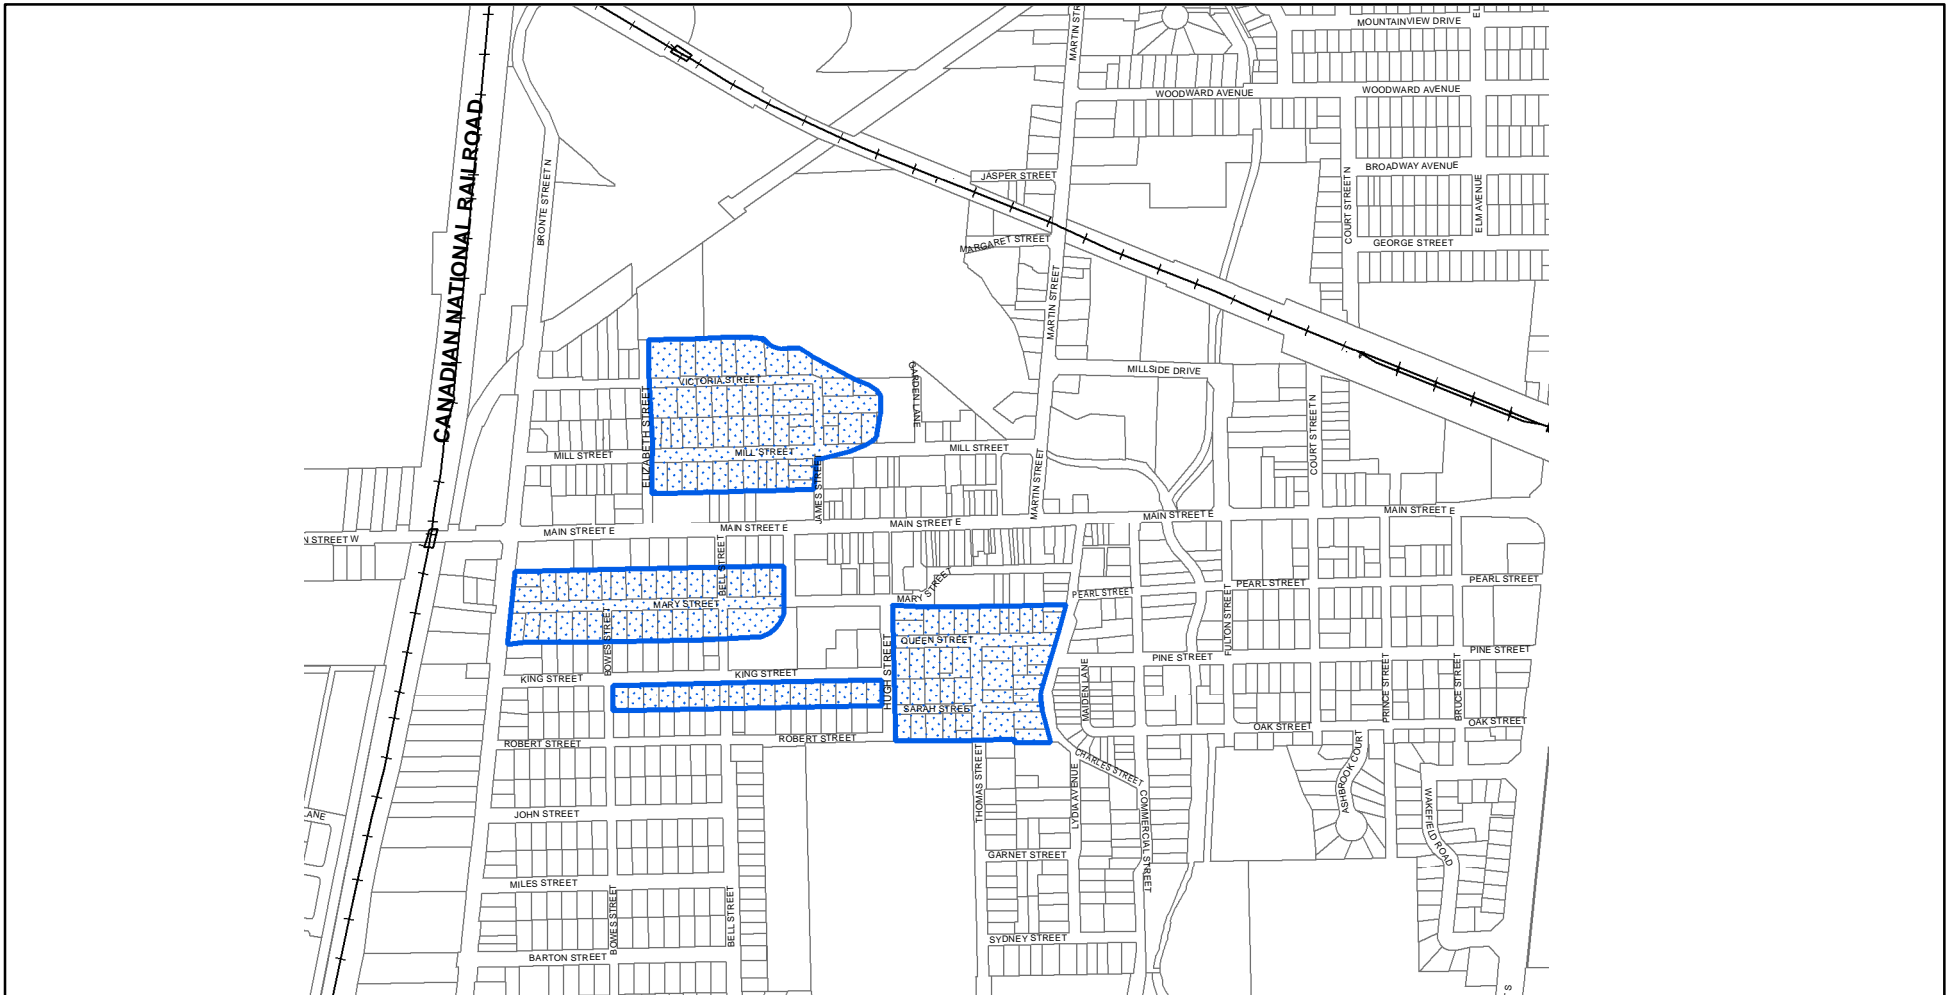 MOUNTAINVIEW DRIVE
MARTIN STR
EL
WOODWARD AVENUE
WOODWARD AVENUE
CANADIAN NATIONAL RAILROAD
BRONTE STREET N
JASPER STREET
BROADWAY AVENUE
COURT STREET N
ELM AVENUE
MARGARET STREET
GEORGE STREET
MARTIN STREET
MILLSIDE DRIVE
VICTORIA STREET
GARDEN LANE
ELIZABETH STREET
COURT STREET N
MILL STREET
MILL STREET
MILL STREET
JAMES STREET
MARTIN STREET
MAIN STREET E
MAIN STREET E
MAIN STREET E
MAIN STREET E
MAIN STREET E
N STREET W
BELL STREET
MARY STREET
MARY STREET
PEARL STREET
PEARL STREET
PEARL STREET
BOWES STREET
QUEEN STREET
HUGH STREET
FULTON STREET
PINE STREET
PINE STREET
KING STREET
KING STREET
MAIDEN LANE
PRINCE STREET
BRUCE STREET
SARAH STREET
OAK STREET
OAK STREET
ROBERT STREET
ROBERT STREET
CHARLES STREET
THOMAS STREET
LYDIA AVENUE
COMMERCIAL STREET
ASHBROOK COURT
WAKEFIELD ROAD
LANE
JOHN STREET
GARNET STREET
MILES STREET
BOWES STREET
BELL STREET
SYDNEY STREET
BARTON STREET
S